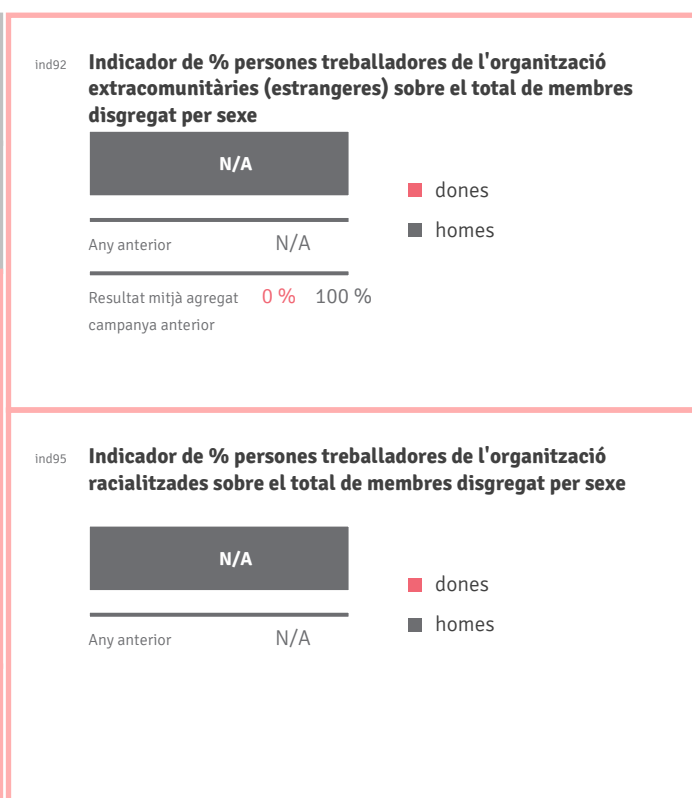 ind92
Indicador de % persones treballadores de l'organització
extracomunitàries (estrangeres) sobre el total de membres
disgregat per sexe
N/A
dones
homes
Any anterior N/A
Resultat mitjà agregat 0 % 100 %
campanya anterior
ind95
Indicador de % persones treballadores de l'organització
racialitzades sobre el total de membres disgregat per sexe
N/A
dones
homes
Any anterior N/A